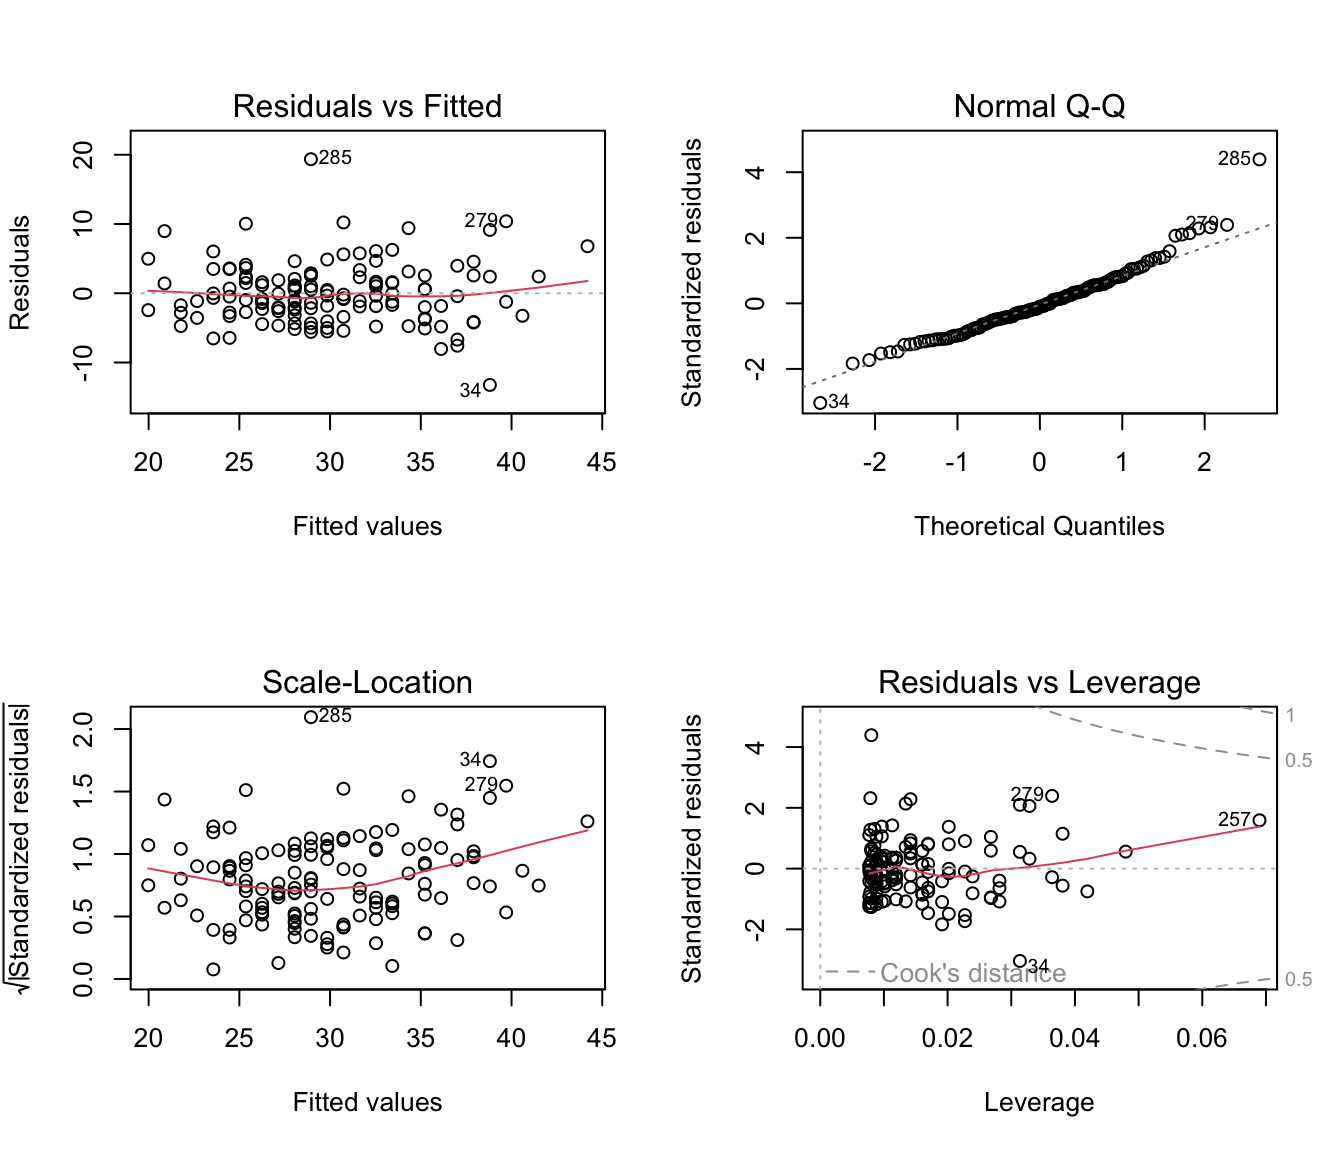 Residuals vs Fitted
Residuals
20
10
0
-10
285
279
34
20 25 30 35 40 45
Fitted values
Normal Q-Q
Standardized residuals
4
2
0
-2
285
279
34
-2 -1 0 1 2
Theoretical Quantiles
Scale-Location
√|Standardized residuals|
2.0
1.5
1.0
0.5
0.0
285
34
279
20 25 30 35 40 45
Fitted values
Residuals vs Leverage
Standardized residuals
4
2
0
-2
1
0.5
0.5
279
257
34
Cook's distance
0.00 0.02 0.04 0.06
Leverage